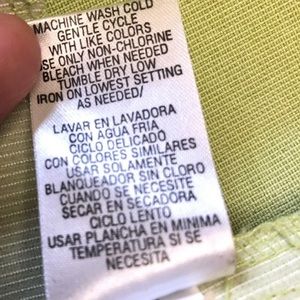 MACHINE WASH COLD
GENTLE CYCLE
WITH LIKE COLORS
USE ONLY NON-CHLORINE
BLEACH WHEN NEEDED
TUMBLE DRY LOW
IRON ON LOWEST SETTING
AS NEEDED/
LAVAR EN LAVADORA
CON AGUA FRIA
CICLO DELICADO
CON COLORES SIMILARES
USAR SOLAMENTE
BLANQUEADOR SIN CLORO
CUANDO SE NECESITE
SECAR EN SECADORA
CICLO LENTO
USAR PLANCHA EN MINIMA
TEMPERATURA SI SE
NECESITA